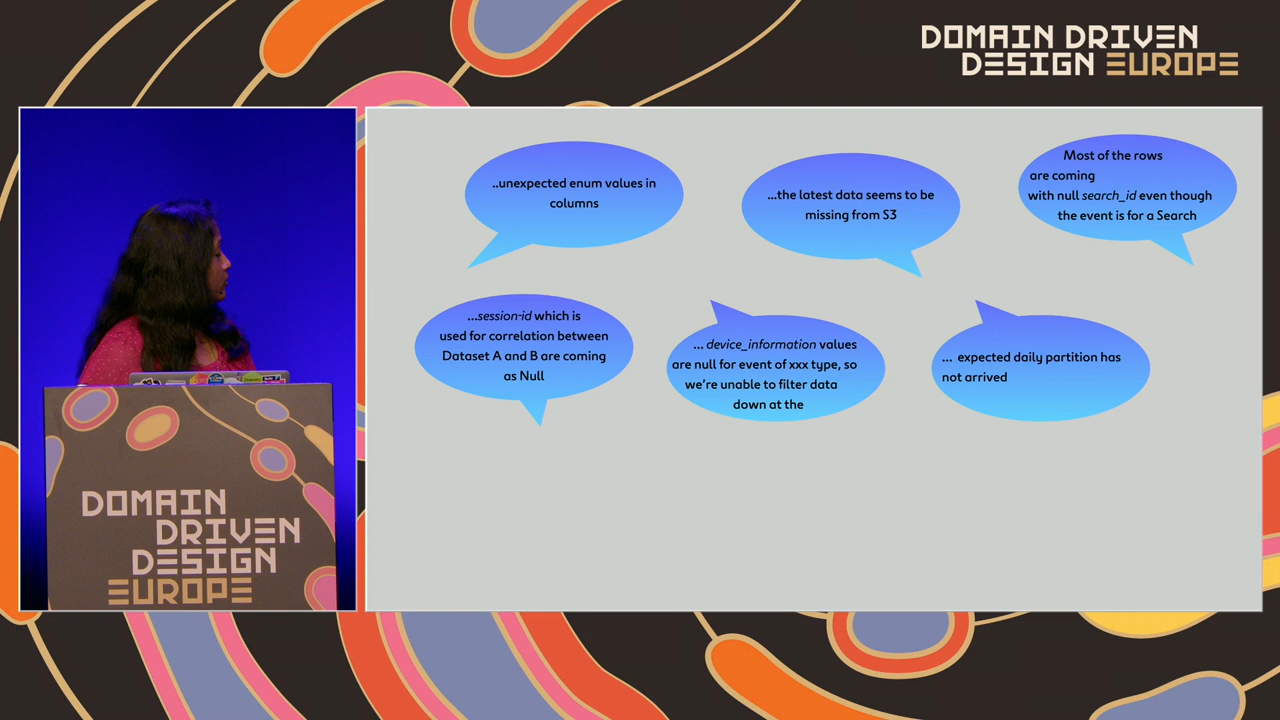 DOMAIN DRIVEN
DESIGN EUROPE
..unexpected enum values in
columns
...the latest data seems to be
missing from S3
Most of the rows
are coming
with null search_id even though
the event is for a Search
...session-id which is
used for correlation between
Dataset A and B are coming
as Null
... device_information values
are null for event of xxx type, so
we're unable to filter data
down at the
... expected daily partition has
not arrived
DOMAIN
DRIVEN
DESIGN
EUROPE